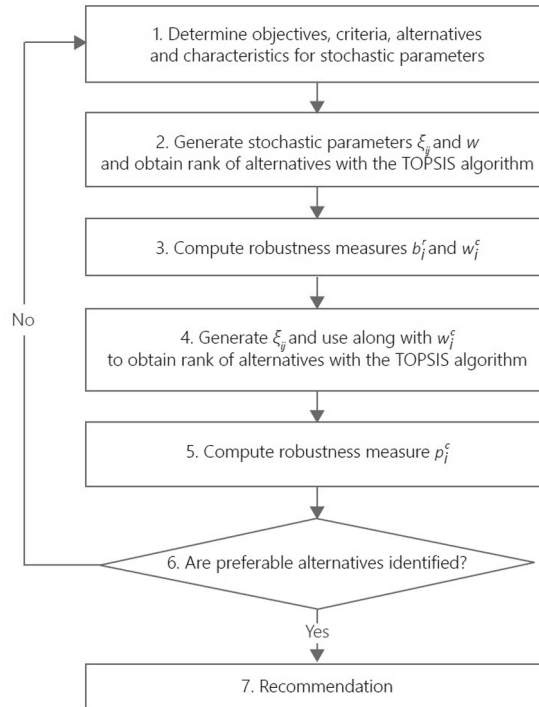 1. Determine objectives, criteria, alternatives
and characteristics for stochastic parameters
2. Generate stochastic parameters ξᵢⱼ and w
and obtain rank of alternatives with the TOPSIS algorithm
3. Compute robustness measures bᵢʳ and wᵢᶜ
No
4. Generate ξᵢⱼ and use along with wᵢᶜ
to obtain rank of alternatives with the TOPSIS algorithm
5. Compute robustness measure pᵢᶜ
6. Are preferable alternatives identified?
Yes
7. Recommendation